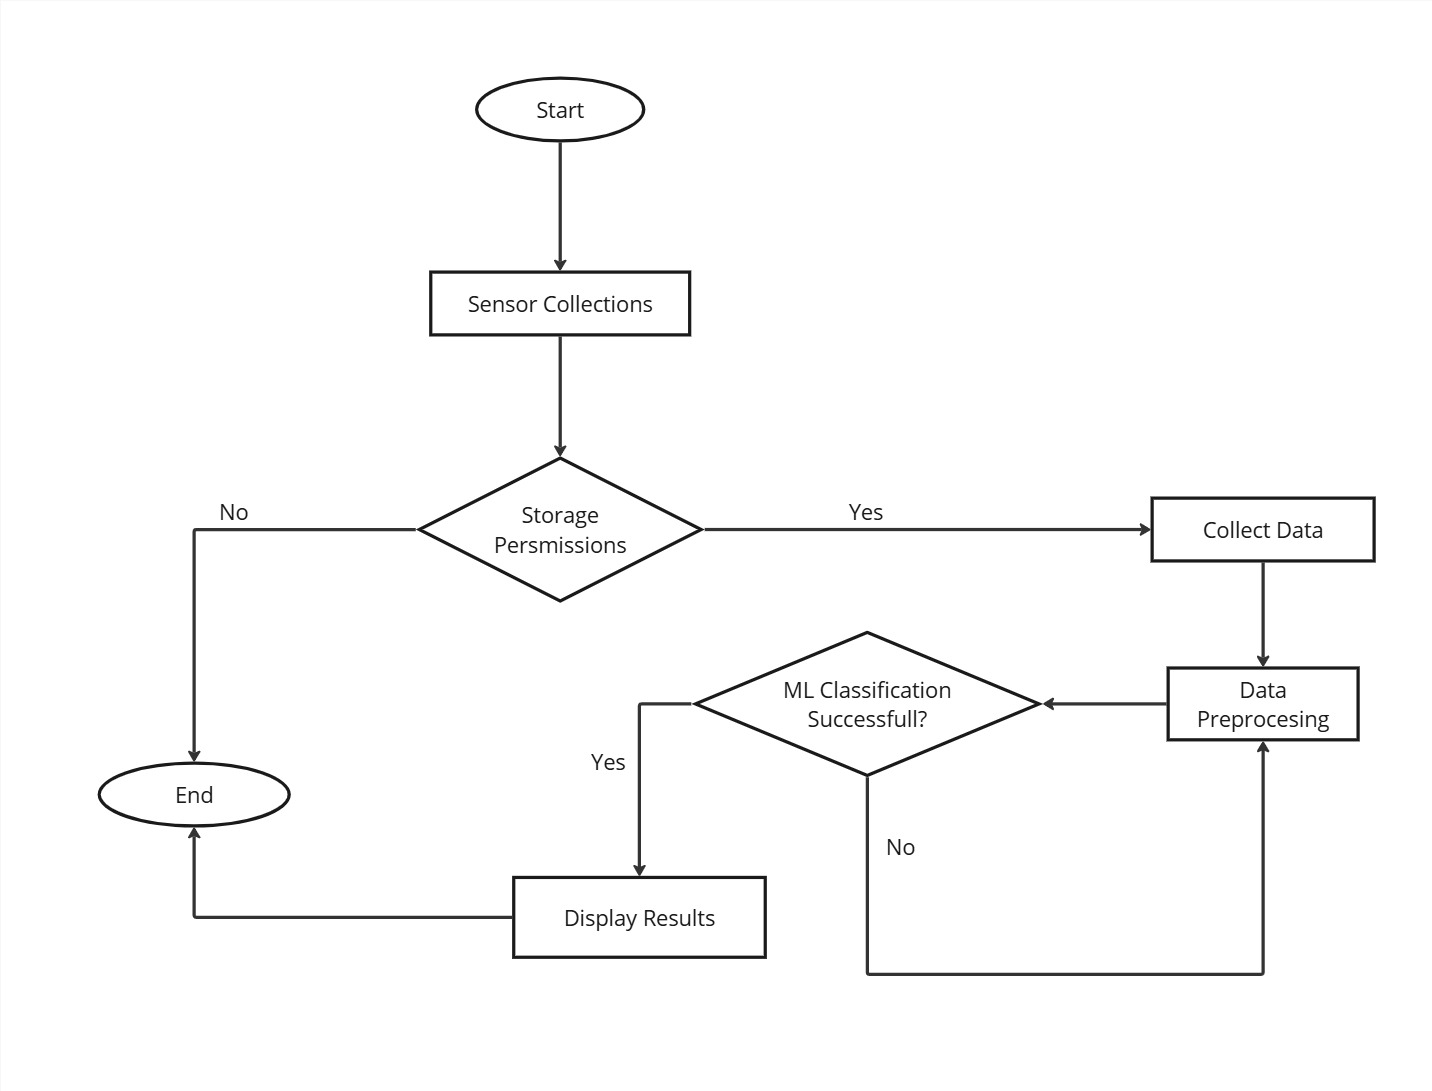 Start
Sensor Collections
Storage
Persmissions
No
Yes
Collect Data
Data
Preprocesing
ML Classification
Successfull?
Yes
No
Display Results
End